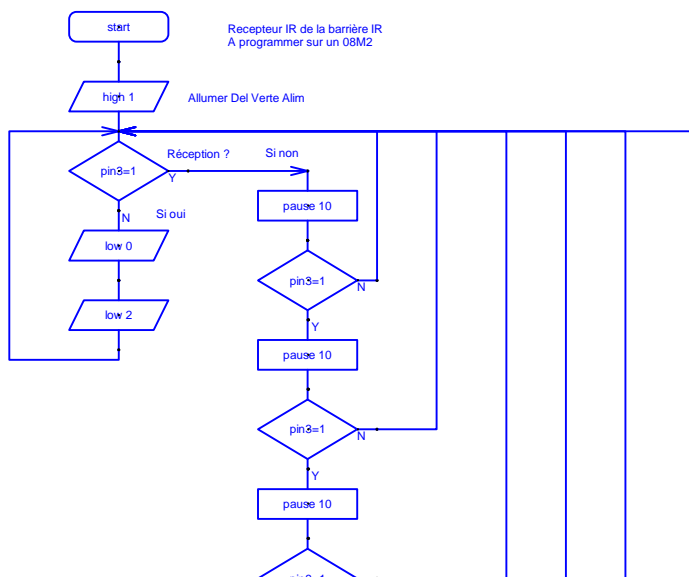 start
Recepteur IR de la barrière IR
A programmer sur un 08M2
high 1
Allumer Del Verte Alim
Réception ?
Si non
pin3=1
Y
N
Si oui
pause 10
low 0
pin3=1
N
low 2
Y
pause 10
pin3=1
N
Y
pause 10
pin3=1